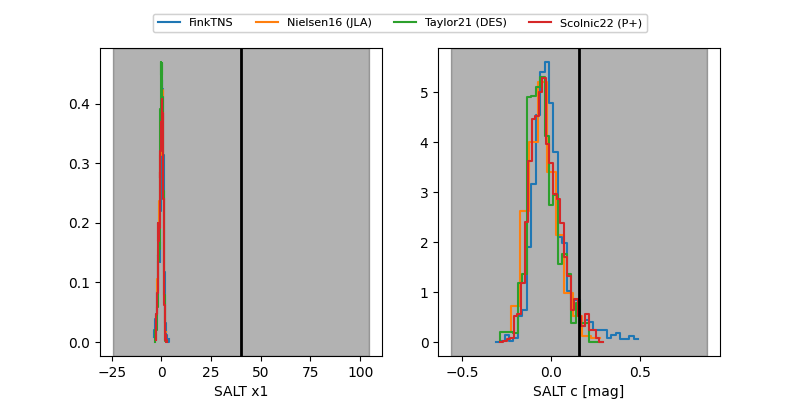 FinkTNS Nielsen16 (JLA) Taylor21 (DES) Scolnic22 (P+)
0.4
0.3
0.2
0.1
0.0
−25 0 25 50 75 100
SALT x1
5
4
3
2
1
0
−0.5 0.0 0.5
SALT c [mag]